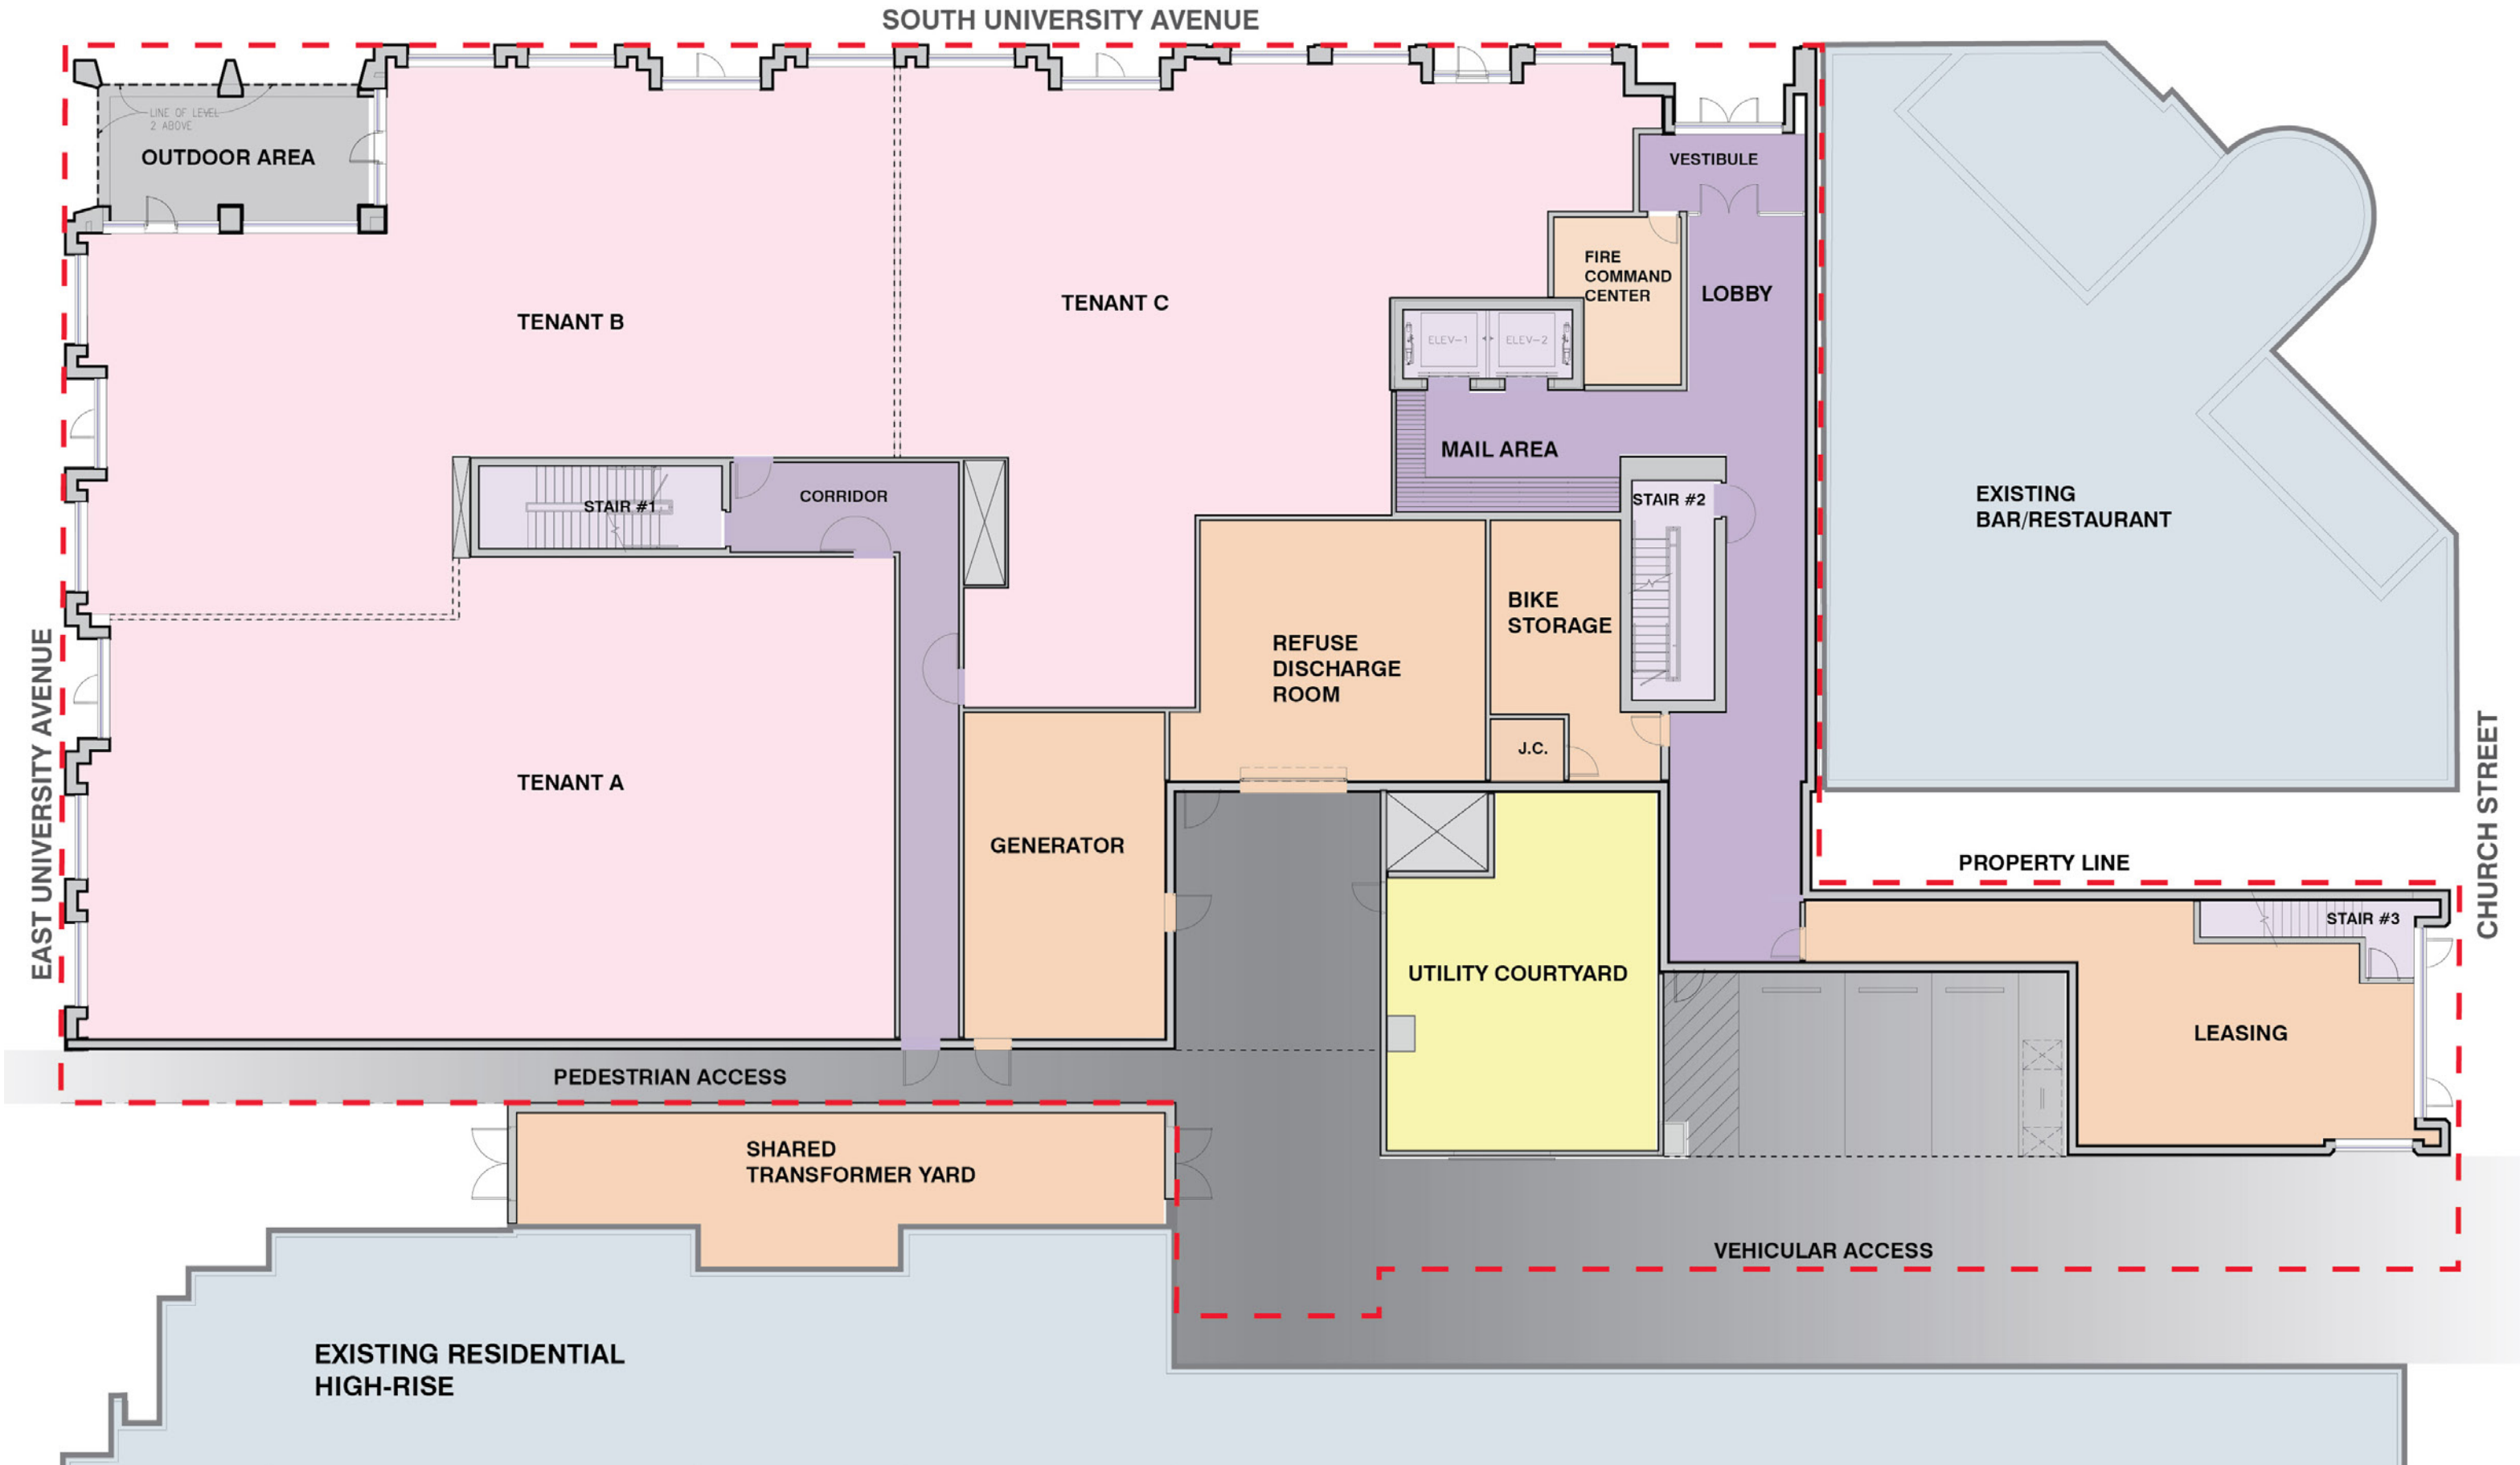 SOUTH UNIVERSITY AVENUE
LINE OF LEVEL
2 ABOVE
OUTDOOR AREA
VESTIBULE
FIRE
COMMAND
CENTER
LOBBY
TENANT B
TENANT C
ELEV-1
ELEV-2
MAIL AREA
STAIR #1
CORRIDOR
STAIR #2
EXISTING
BAR/RESTAURANT
BIKE
STORAGE
REFUSE
DISCHARGE
ROOM
J.C.
EAST UNIVERSITY AVENUE
CHURCH STREET
TENANT A
GENERATOR
PROPERTY LINE
STAIR #3
UTILITY COURTYARD
LEASING
PEDESTRIAN ACCESS
SHARED
TRANSFORMER YARD
VEHICULAR ACCESS
EXISTING RESIDENTIAL
HIGH-RISE